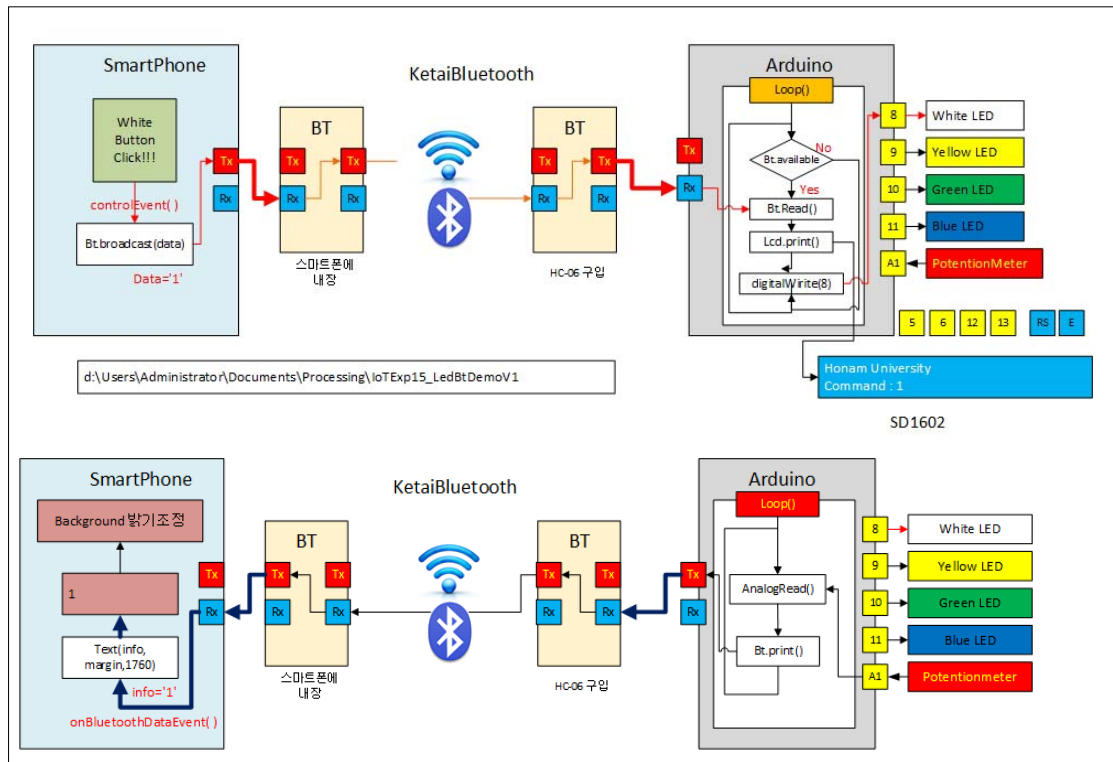 SmartPhone
KetaiBluetooth
Arduino
White
Button
Click!!!
controlEvent( )
Bt.broadcast(data)
Data='1'
Tx
Rx
BT
Tx
Tx
Rx
Rx
스마트폰에
내장
BT
Tx
Tx
Rx
Rx
HC-06 구입
Tx
Rx
Loop()
Bt.available
No
Yes
Bt.Read()
Lcd.print()
digitalWirite(8)
8
White LED
9
Yellow LED
10
Green LED
11
Blue LED
A1
PotentionMeter
5
6
12
13
RS
E
d:\Users\Administrator\Documents\Processing\IoTExp15_LedBtDemoV1
Honam University
Command : 1
SD1602
SmartPhone
KetaiBluetooth
Arduino
Background 밝기조정
1
Text(info,
margin,1760)
info='1'
onBluetoothDataEvent( )
Tx
Rx
BT
Tx
Tx
Rx
Rx
스마트폰에
내장
BT
Tx
Tx
Rx
Rx
HC-06 구입
Tx
Rx
Loop()
AnalogRead()
Bt.print()
8
White LED
9
Yellow LED
10
Green LED
11
Blue LED
A1
Potentionmeter